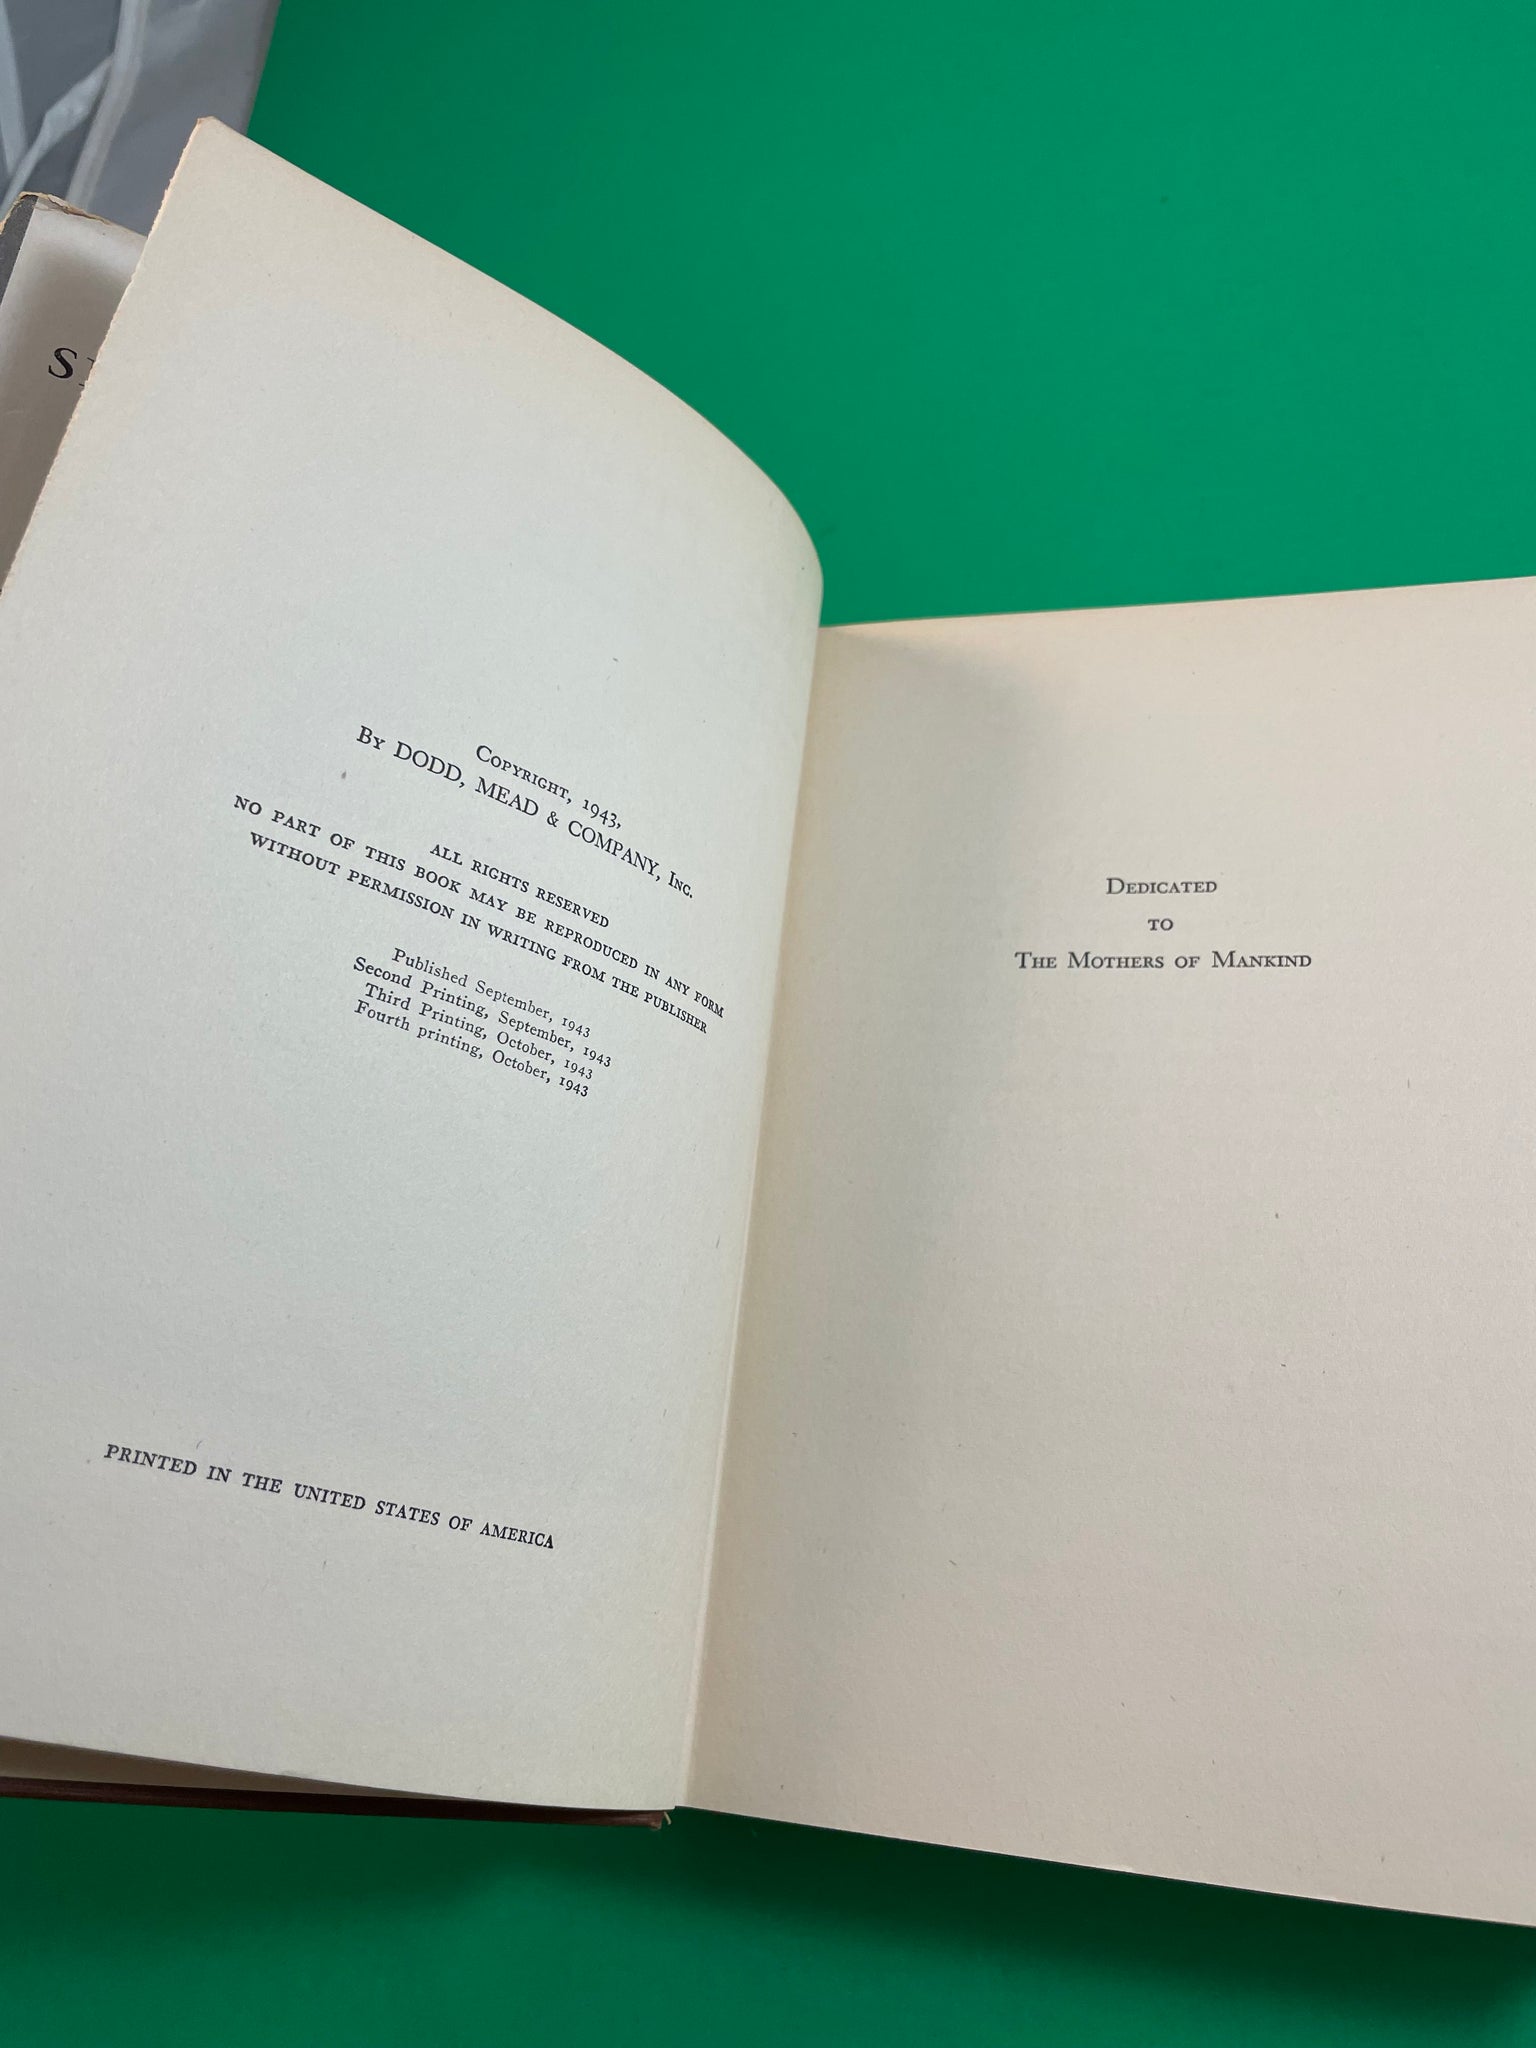 Copyright, 1943,
By DODD, MEAD & COMPANY, Inc.
ALL RIGHTS RESERVED
NO PART OF THIS BOOK MAY BE REPRODUCED IN ANY FORM
WITHOUT PERMISSION IN WRITING FROM THE PUBLISHER
Published September, 1943
Second Printing, September, 1943
Third Printing, October, 1943
Fourth printing, October, 1943
PRINTED IN THE UNITED STATES OF AMERICA
Dedicated
to
The Mothers of Mankind